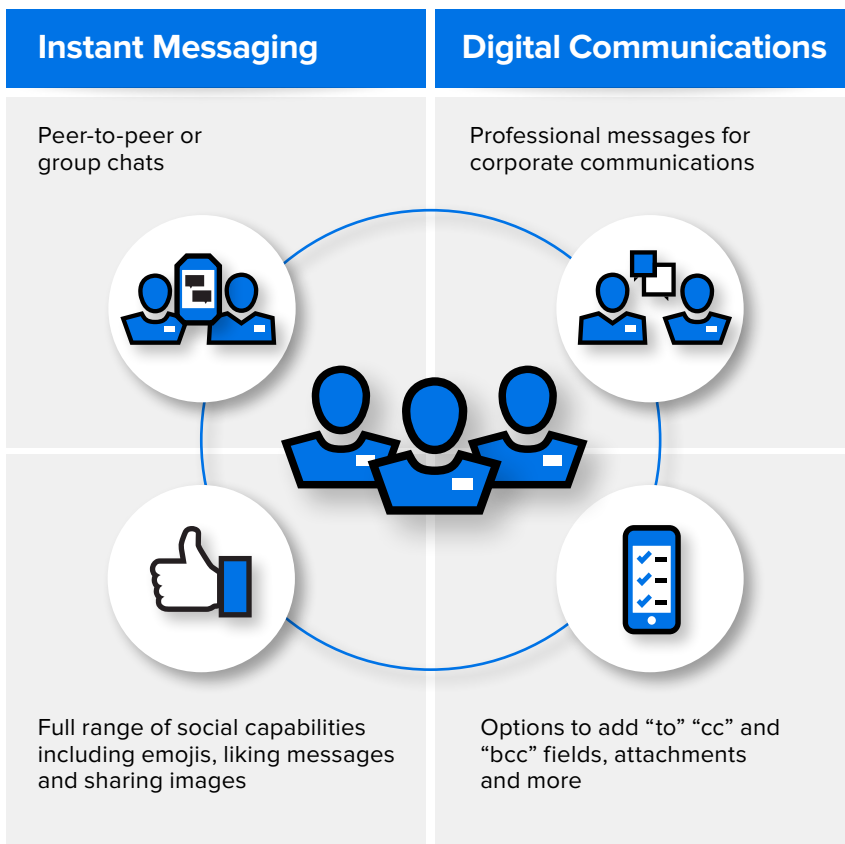 Instant Messaging
Digital Communications
Peer-to-peer or
group chats
Professional messages for
corporate communications
Full range of social capabilities
including emojis, liking messages
and sharing images
Options to add “to” “cc” and
“bcc” fields, attachments
and more